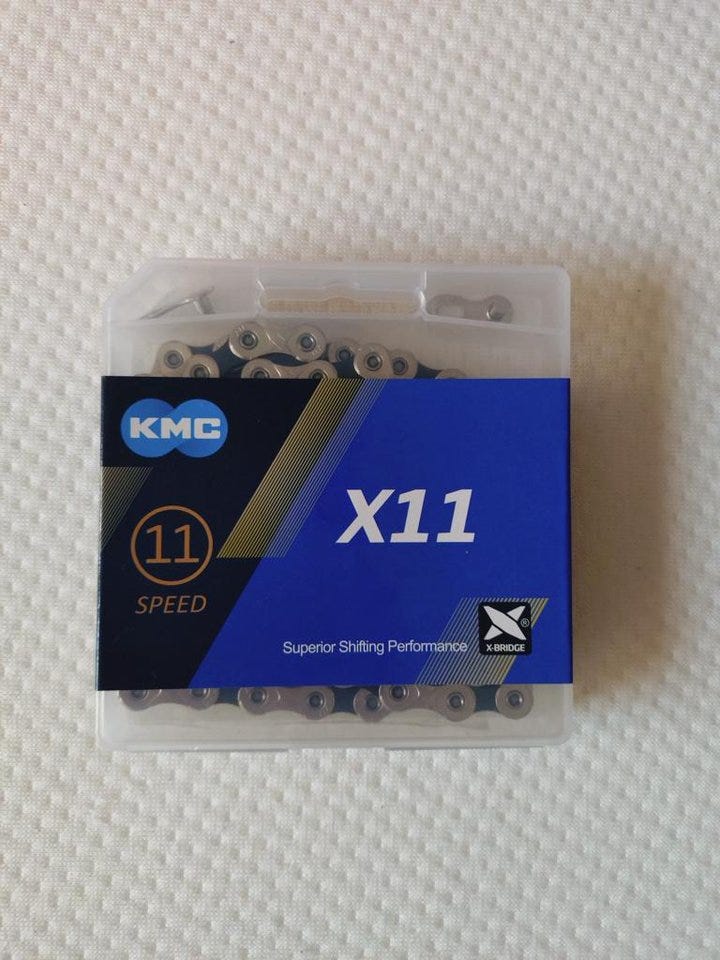 KMC
11
SPEED
X11
Superior Shifting Performance
®
X-BRIDGE